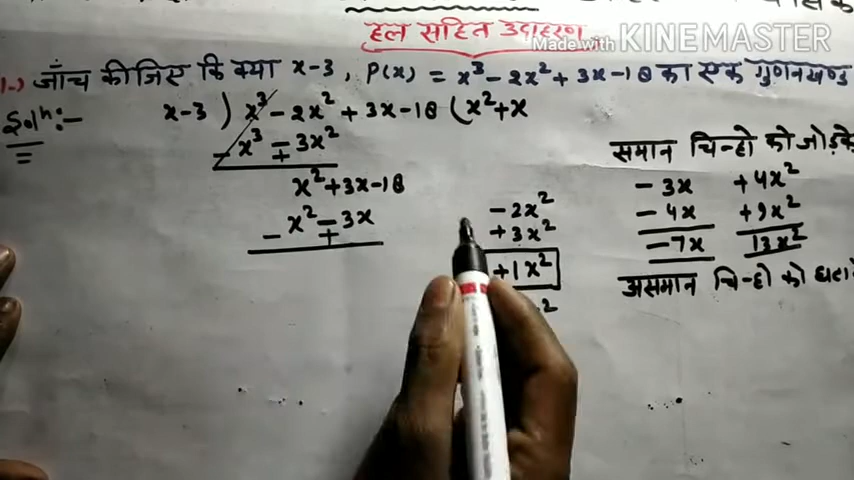 हल सहित उदाहरण
Made with KINEMASTER
1.) जाँच कीजिए कि क्या x-3, P(x) = x³-2x²+3x-18 का एक गुणनखण्ड
Solⁿ:- x-3 ) x³-2x²+3x-18 ( x²+x
- x³ -+ 3x²
x²+3x-18
- x² -+ 3x
-2x²
+3x²
+1x²
समान चिन्हो को जोड़के
-3x +4x²
-4x +9x²
-7x 13x²
असमान चिन्हो को घटा